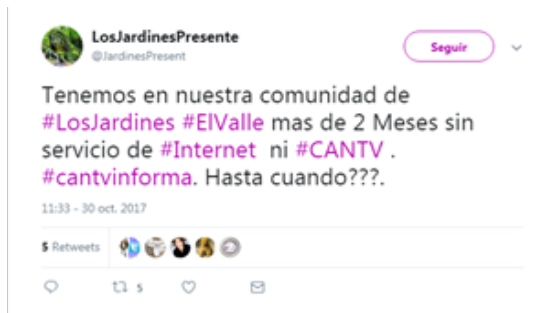 LosJardinesPresente
@JardinesPresent
Seguir
Tenemos en nuestra comunidad de
#LosJardines #ElValle mas de 2 Meses sin
servicio de #Internet ni #CANTV .
#cantvinforma. Hasta cuando???.
11:33 - 30 oct. 2017
5 Retweets
5